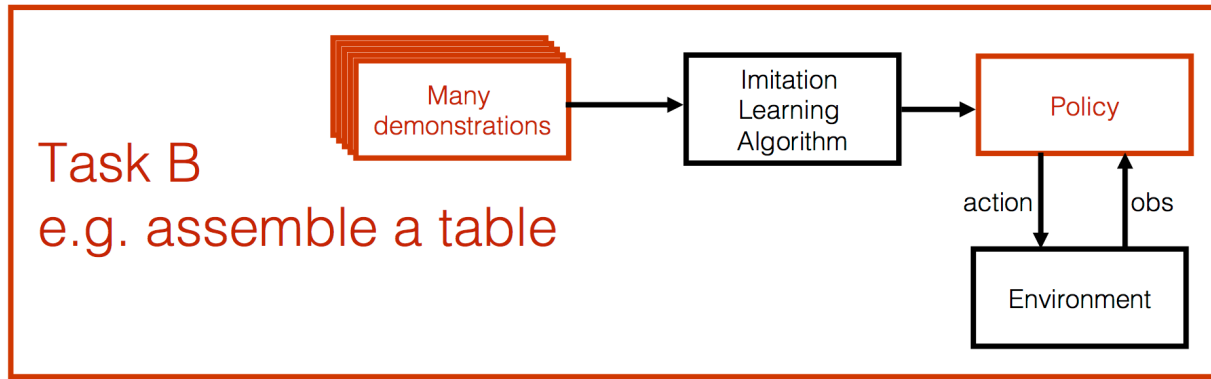 Task B
e.g. assemble a table
Many
demonstrations
Imitation
Learning
Algorithm
Policy
action
obs
Environment